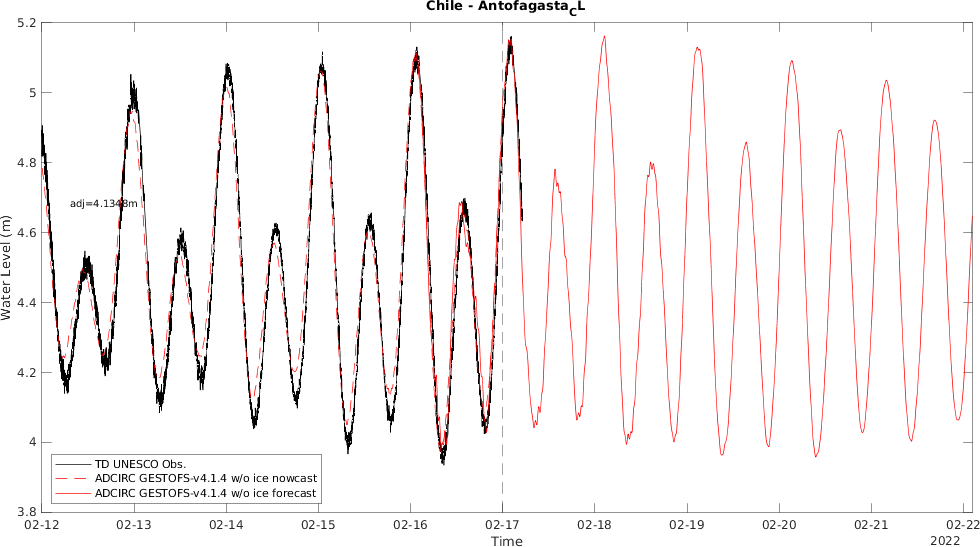 Chile - Antofagasta_CL
5.2
5
4.8
4.6
4.4
4.2
4
3.8
Water Level (m)
adj=4.1348m
TD UNESCO Obs.
ADCIRC GESTOFS-v4.1.4 w/o ice nowcast
ADCIRC GESTOFS-v4.1.4 w/o ice forecast
02-12 02-13 02-14 02-15 02-16 02-17 02-18 02-19 02-20 02-21 02-22
Time
2022